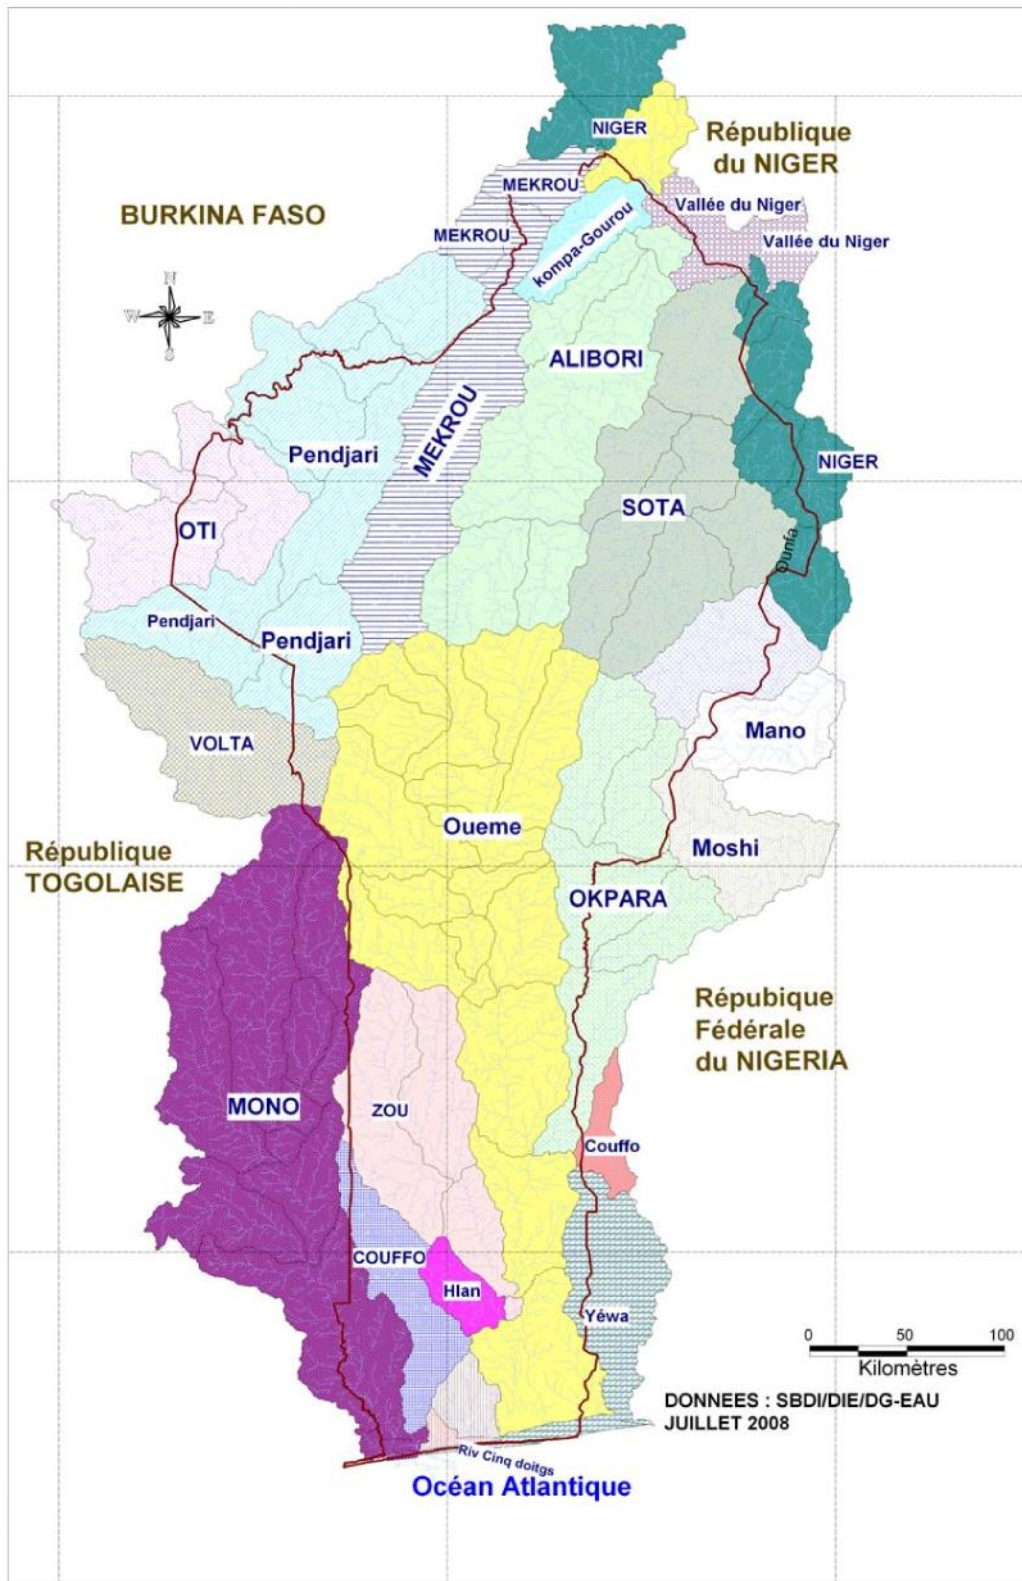 NIGER
République
du NIGER
MEKROU
Vallée du Niger
BURKINA FASO
MEKROU
kompa-Gourou
Vallée du Niger
N
W
E
S
ALIBORI
MEKROU
Pendjari
NIGER
SOTA
OTI
Ounfa
Pendjari
Pendjari
Mano
VOLTA
Oueme
République
TOGOLAISE
Moshi
OKPARA
Répubique
Fédérale
du NIGERIA
MONO
ZOU
Couffo
COUFFO
Hlan
Yéwa
0 50 100
Kilomètres
DONNEES : SBDI/DIE/DG-EAU
JUILLET 2008
Riv Cinq doitgs
Océan Atlantique